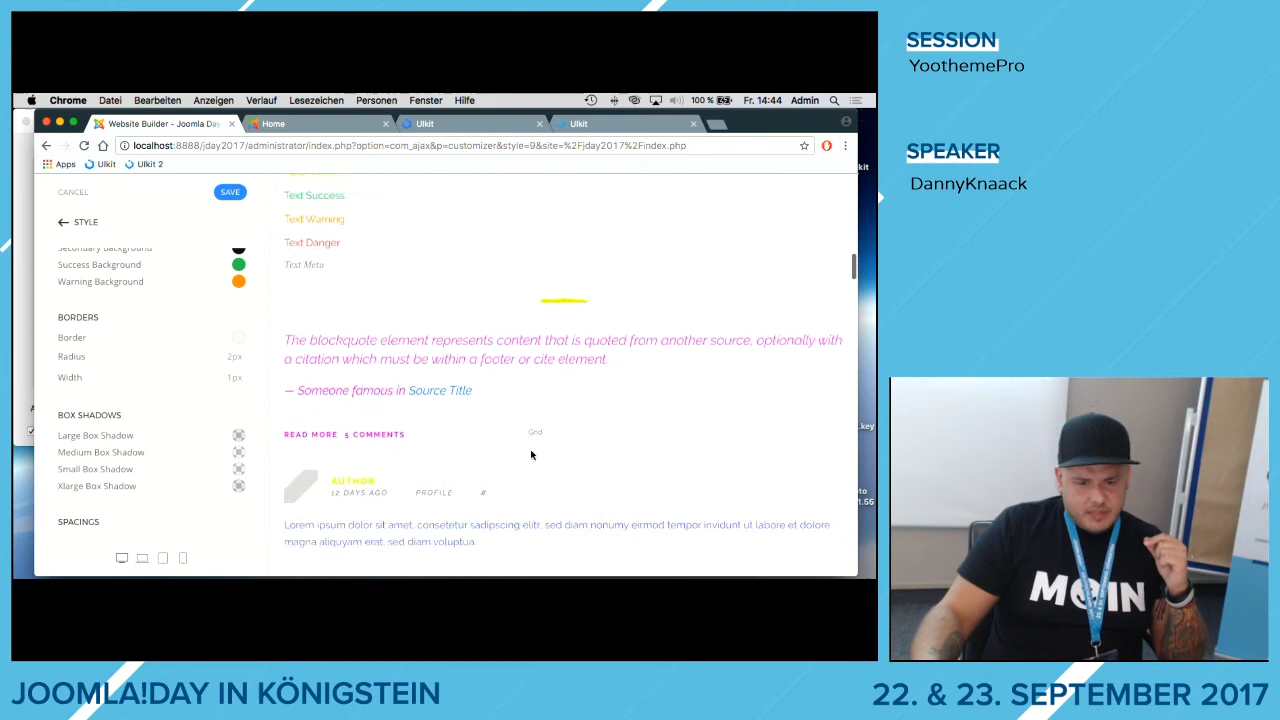 SESSION
YoothemePro
SPEAKER
DannyKnaack
Chrome Datei Bearbeiten Anzeigen Verlauf Lesezeichen Personen Fenster Hilfe 100 % Fr. 14:44 Admin
Website Builder - Joomla Day × Home × UIkit × UIkit ×
localhost:8888/jday2017/administrator/index.php?option=com_ajax&p=customizer&style=9&site=%2Fjday2017%2Findex.php
Apps UIkit UIkit 2
CANCEL SAVE
STYLE
Secondary Background
Success Background
Warning Background
BORDERS
Border
Radius 2px
Width 1px
BOX SHADOWS
Large Box Shadow
Medium Box Shadow
Small Box Shadow
Xlarge Box Shadow
SPACINGS
Text Success
Text Warning
Text Danger
Text Meta
The blockquote element represents content that is quoted from another source, optionally with
a citation which must be within a footer or cite element.
— Someone famous in Source Title
READ MORE 5 COMMENTS
Grid
AUTHOR
12 DAYS AGO PROFILE #
Lorem ipsum dolor sit amet, consetetur sadipscing elitr, sed diam nonumy eirmod tempor invidunt ut labore et dolore
magna aliquyam erat, sed diam voluptua.
kit
.key
1.55
MOIN
JOOMLA!DAY IN KÖNIGSTEIN
22. & 23. SEPTEMBER 2017